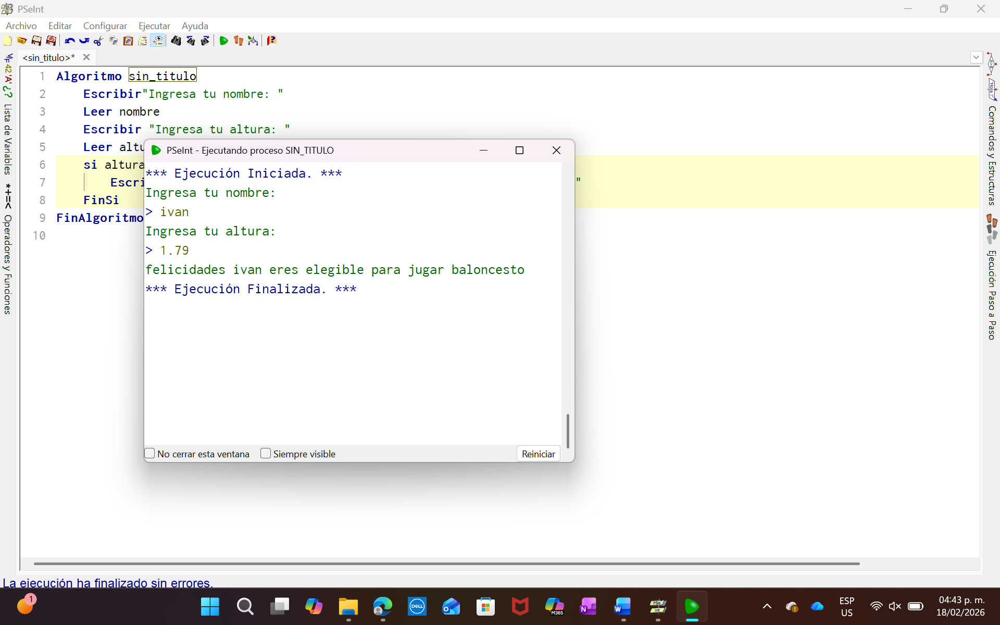 PSeInt
Archivo Editar Configurar Ejecutar Ayuda
<sin_titulo>*
1 Algoritmo sin_titulo
2 Escribir"Ingresa tu nombre: "
3 Leer nombre
4 Escribir "Ingresa tu altura: "
5 Leer altu
6 si altura
7 Escri "
8 FinSi
9 FinAlgoritmo
10
PSeInt - Ejecutando proceso SIN_TITULO
*** Ejecución Iniciada. ***
Ingresa tu nombre:
> ivan
Ingresa tu altura:
> 1.79
felicidades ivan eres elegible para jugar baloncesto
*** Ejecución Finalizada. ***
No cerrar esta ventana Siempre visible Reiniciar
Lista de Variables
*+=< Operadores y Funciones
Comandos y Estructuras
Ejecución Paso a Paso
La ejecución ha finalizado sin errores.
1
DELL
M365
ESP
US
04:43 p. m.
18/02/2026